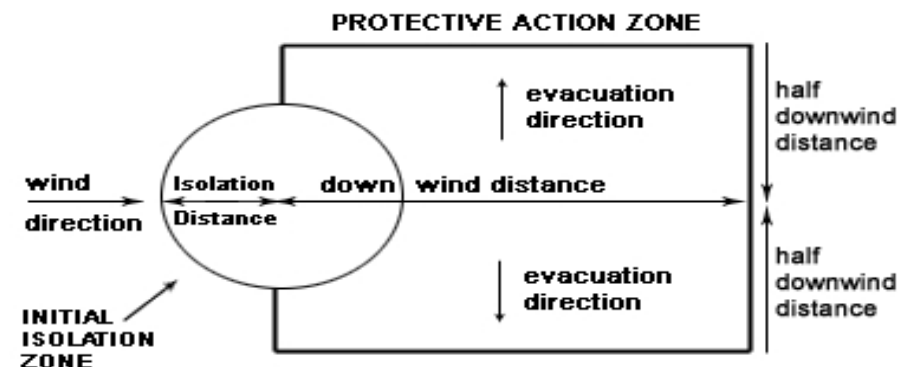 PROTECTIVE ACTION ZONE
evacuation
direction
half
downwind
distance
wind
direction
Isolation
Distance
down wind distance
evacuation
direction
half
downwind
distance
INITIAL
ISOLATION
ZONE